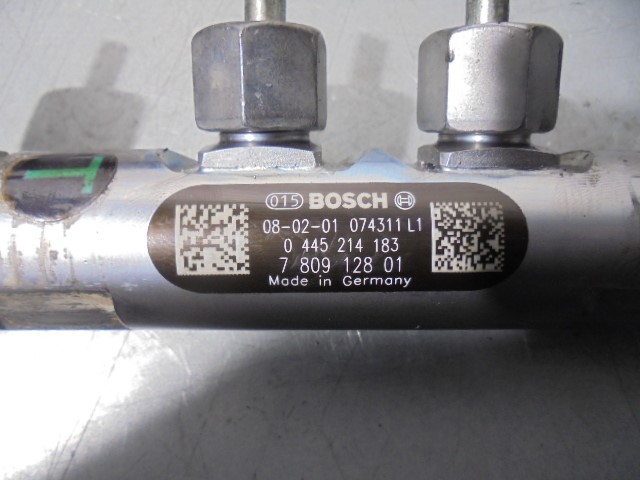 015 BOSCH
08-02-01 074311 L1
0 445 214 183
7 809 128 01
Made in Germany